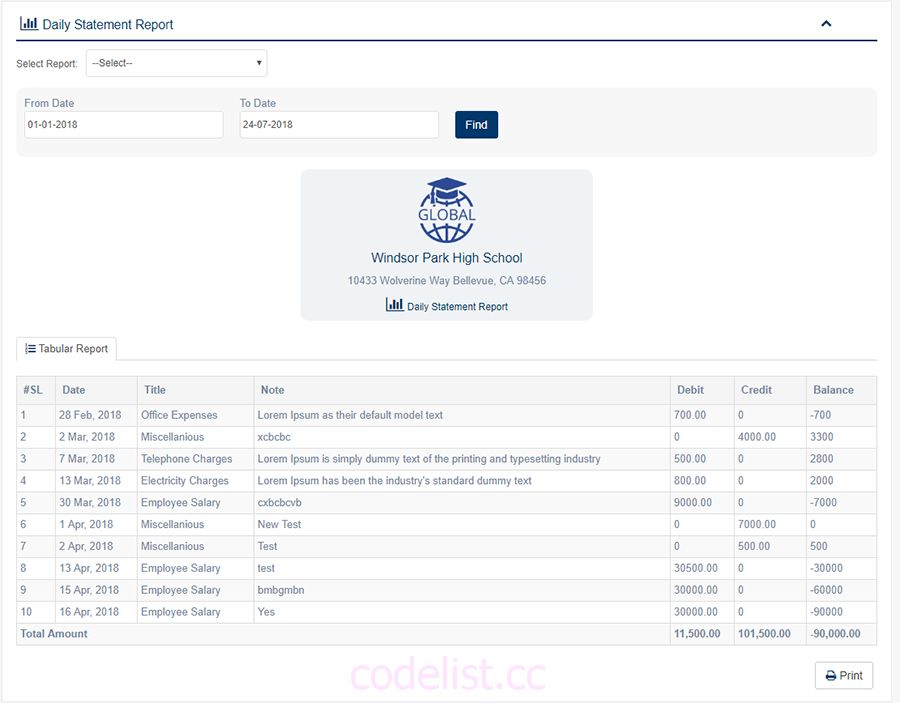 Daily Statement Report
Select Report: --Select--
From Date To Date
01-01-2018 24-07-2018 Find
GLOBAL
Windsor Park High School
10433 Wolverine Way Bellevue, CA 98456
Daily Statement Report
Tabular Report
#SL Date Title Note Debit Credit Balance
1 28 Feb, 2018 Office Expenses Lorem Ipsum as their default model text 700.00 0 -700
2 2 Mar, 2018 Miscellanious xcbcbc 0 4000.00 3300
3 7 Mar, 2018 Telephone Charges Lorem Ipsum is simply dummy text of the printing and typesetting industry 500.00 0 2800
4 13 Mar, 2018 Electricity Charges Lorem Ipsum has been the industry's standard dummy text 800.00 0 2000
5 30 Mar, 2018 Employee Salary cxbcbcvb 9000.00 0 -7000
6 1 Apr, 2018 Miscellanious New Test 0 7000.00 0
7 2 Apr, 2018 Miscellanious Test 0 500.00 500
8 13 Apr, 2018 Employee Salary test 30500.00 0 -30000
9 15 Apr, 2018 Employee Salary bmbgmbn 30000.00 0 -60000
10 16 Apr, 2018 Employee Salary Yes 30000.00 0 -90000
Total Amount 11,500.00 101,500.00 -90,000.00
codelist.cc
Print